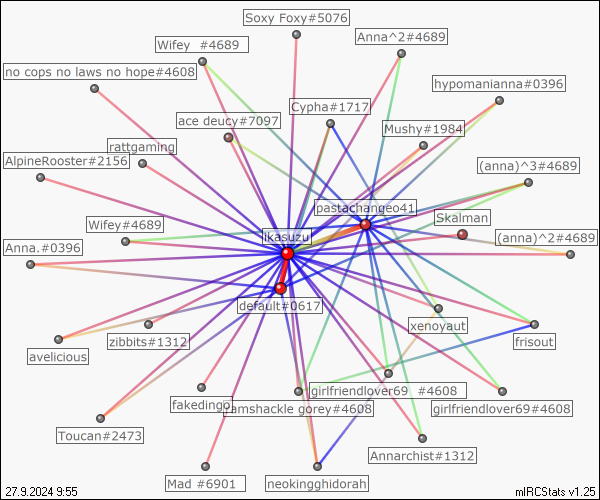 Soxy Foxy#5076
Anna^2#4689
Wifey  #4689
no cops no laws no hope#4608
hypomanianna#0396
Cypha#1717
ace deucy#7097
Mushy#1984
rattgaming
AlpineRooster#2156
(anna)^3#4689
pastachangeo41
Skalman
Wifey#4689
ikasuzu
(anna)^2#4689
Anna.#0396
default#0617
xenoyaut
zibbits#1312
frisout
avelicious
girlfriendlover69  #4608
fakedingo
amshackle gorey#4608
girlfriendlover69#4608
Toucan#2473
Annarchist#1312
Mad  #6901
neokingghidorah
27.9.2024 9:55
mIRCStats v1.25